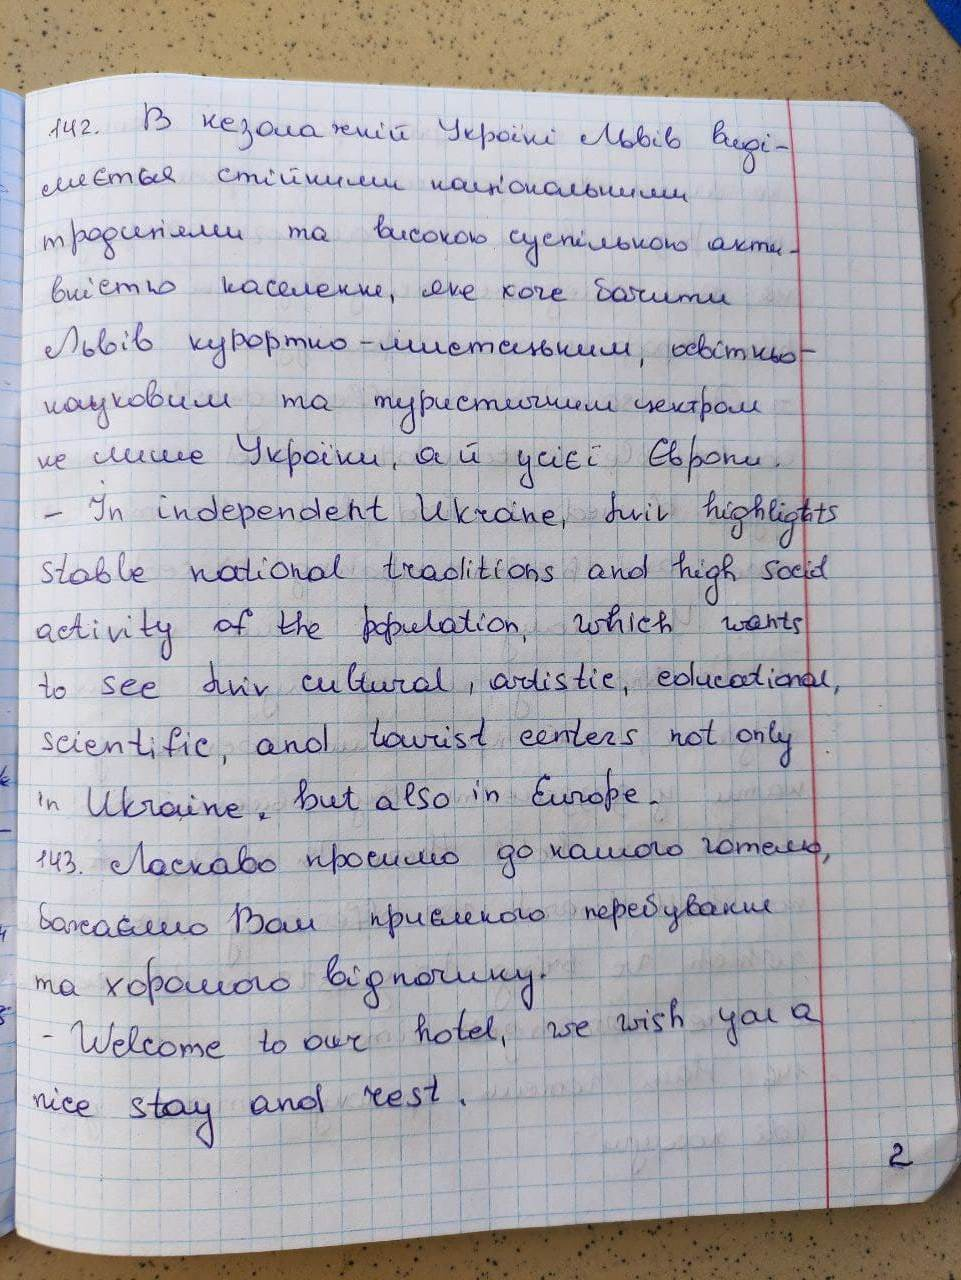 142. В незалежній Україні Львів виді-
ляється стійкими національними
традиціями та високою суспільною акти-
вністю населення, яке хоче бачити
Львів курортно-мистецьким, освітньо-
науковим та туристичним центром
не лише України, а й усієї Європи.
- In independent Ukraine, Lviv highlights
stable national traditions and high social
activity of the population, which wants
to see Lviv cultural, artistic, educational,
scientific, and tourist centers not only
in Ukraine, but also in Europe.
143. Ласкаво просимо до нашого готелю,
бажаємо Вам приємного перебування
та хорошого відпочинку.
- Welcome to our hotel, we wish you a
nice stay and rest.
2